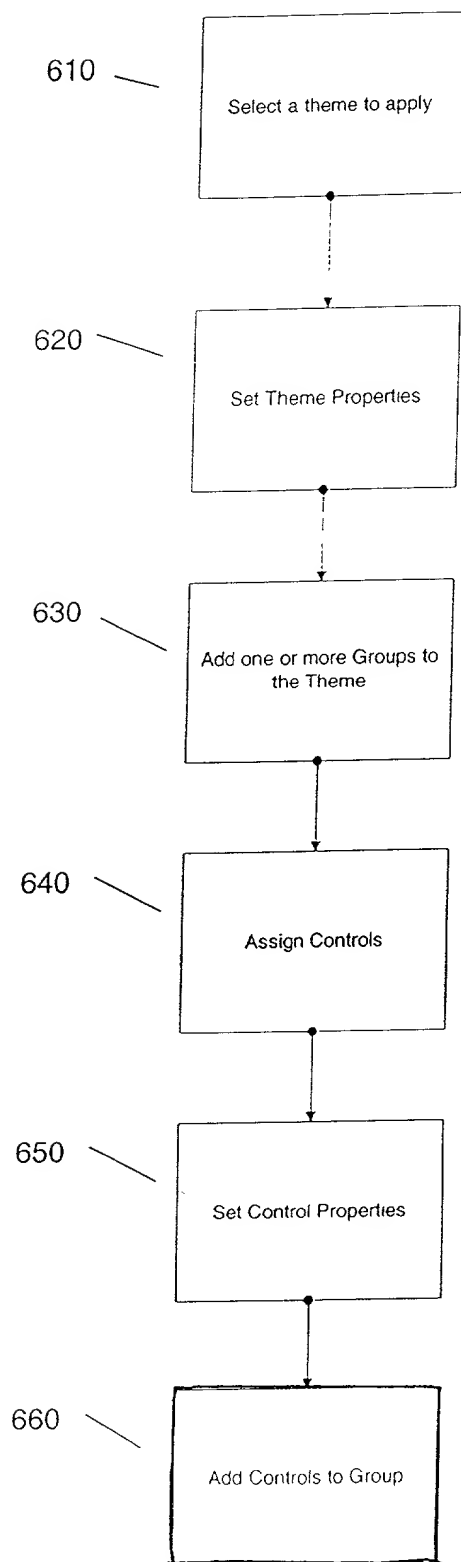 610
Select a theme to apply
620
Set Theme Properties
630
Add one or more Groups to
the Theme
640
Assign Controls
650
Set Control Properties
660
Add Controls to Group